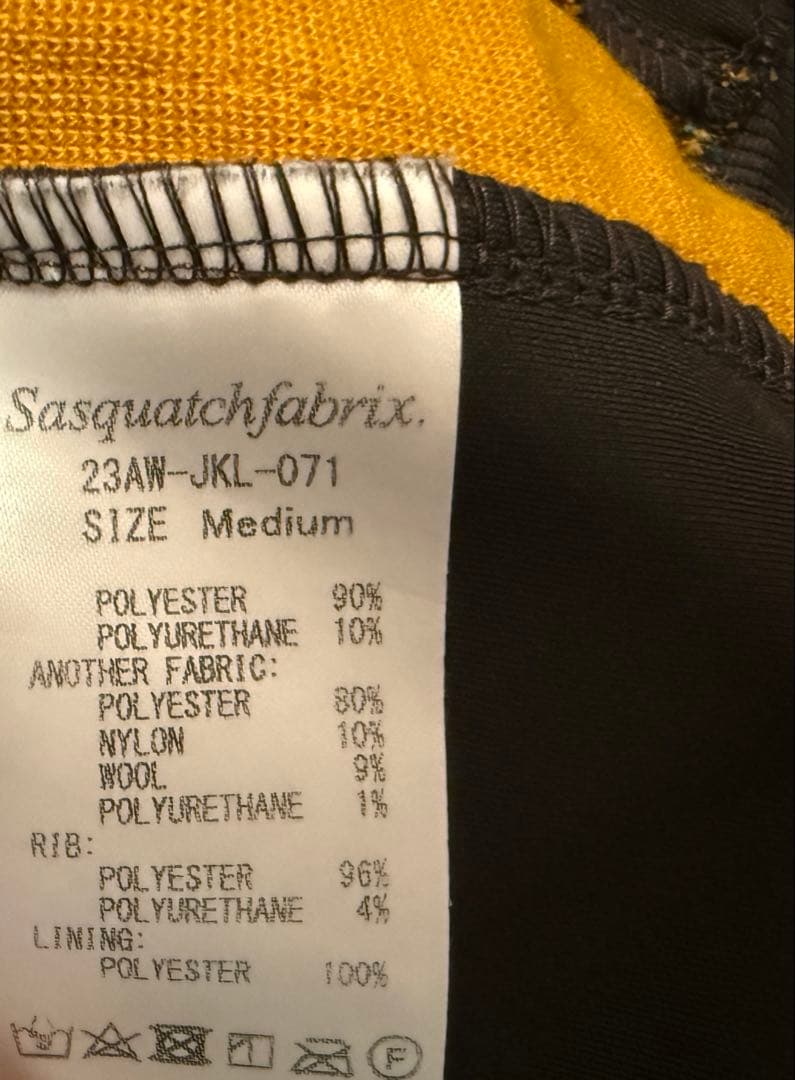 Sasquatchfabrix.
23AW-JKL-071
SIZE Medium
POLYESTER 90%
POLYURETHANE 10%
ANOTHER FABRIC:
POLYESTER 80%
NYLON 10%
WOOL 9%
POLYURETHANE 1%
RIB:
POLYESTER 96%
POLYURETHANE 4%
LINING:
POLYESTER 100%
F